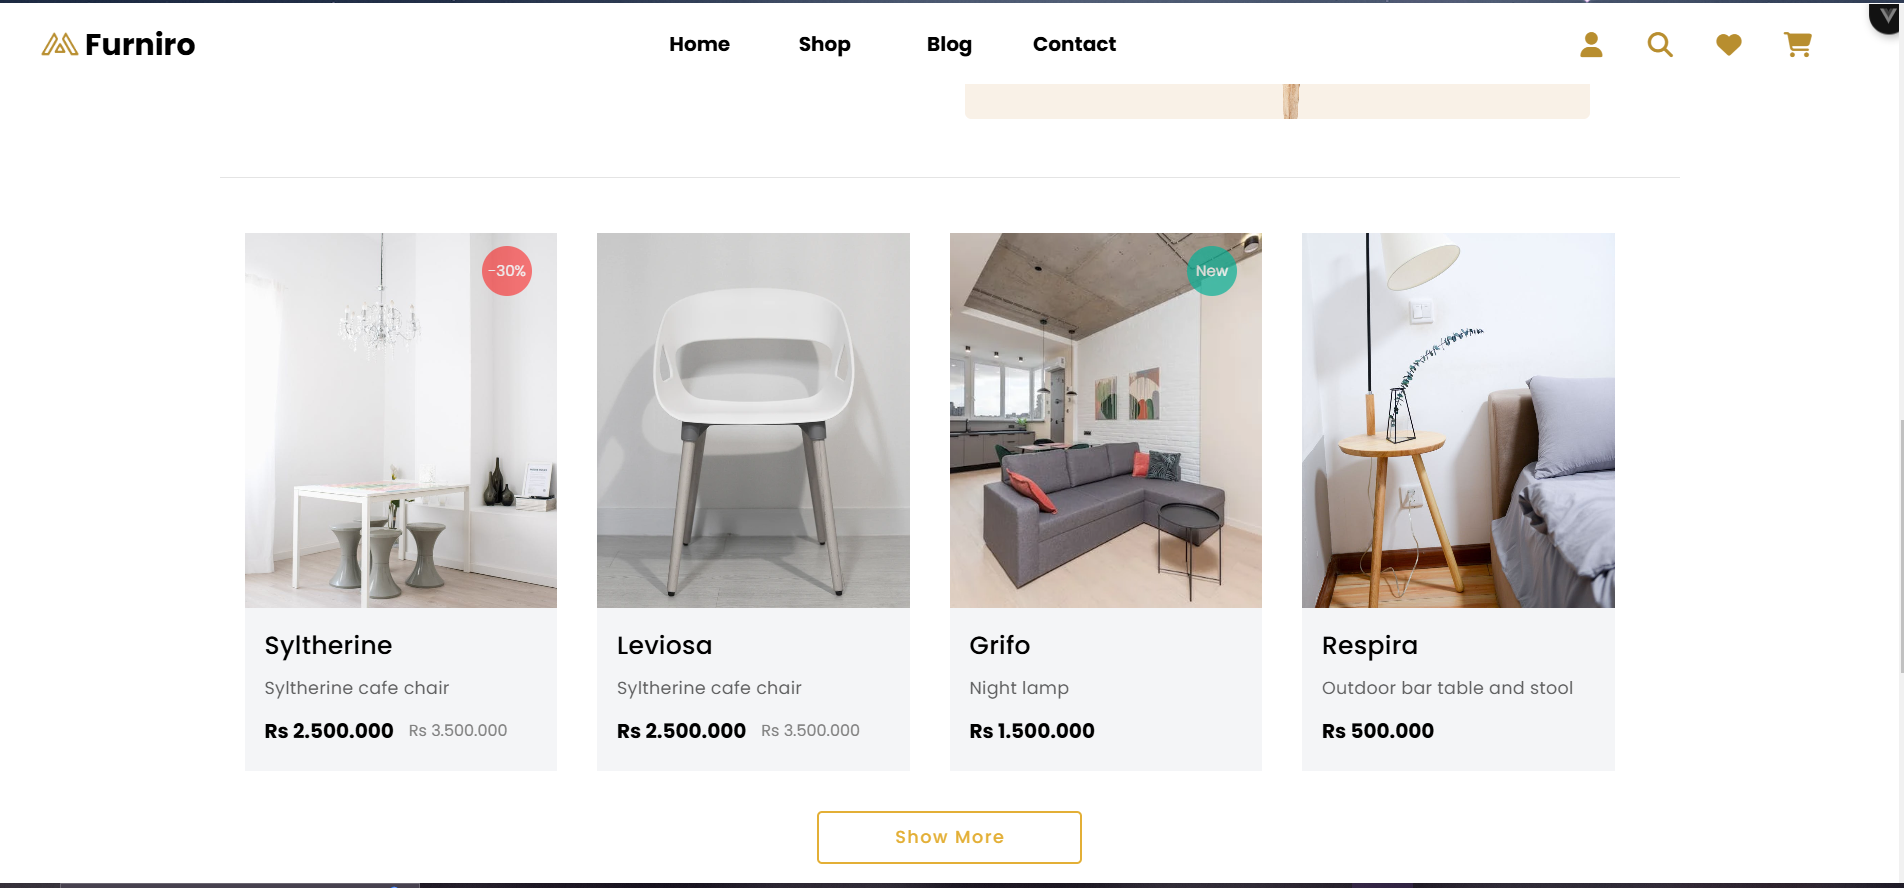 Furniro
Home Shop Blog Contact
-30%
New
Syltherine
Syltherine cafe chair
Rs 2.500.000 Rs 3.500.000
Leviosa
Syltherine cafe chair
Rs 2.500.000 Rs 3.500.000
Grifo
Night lamp
Rs 1.500.000
Respira
Outdoor bar table and stool
Rs 500.000
Show More